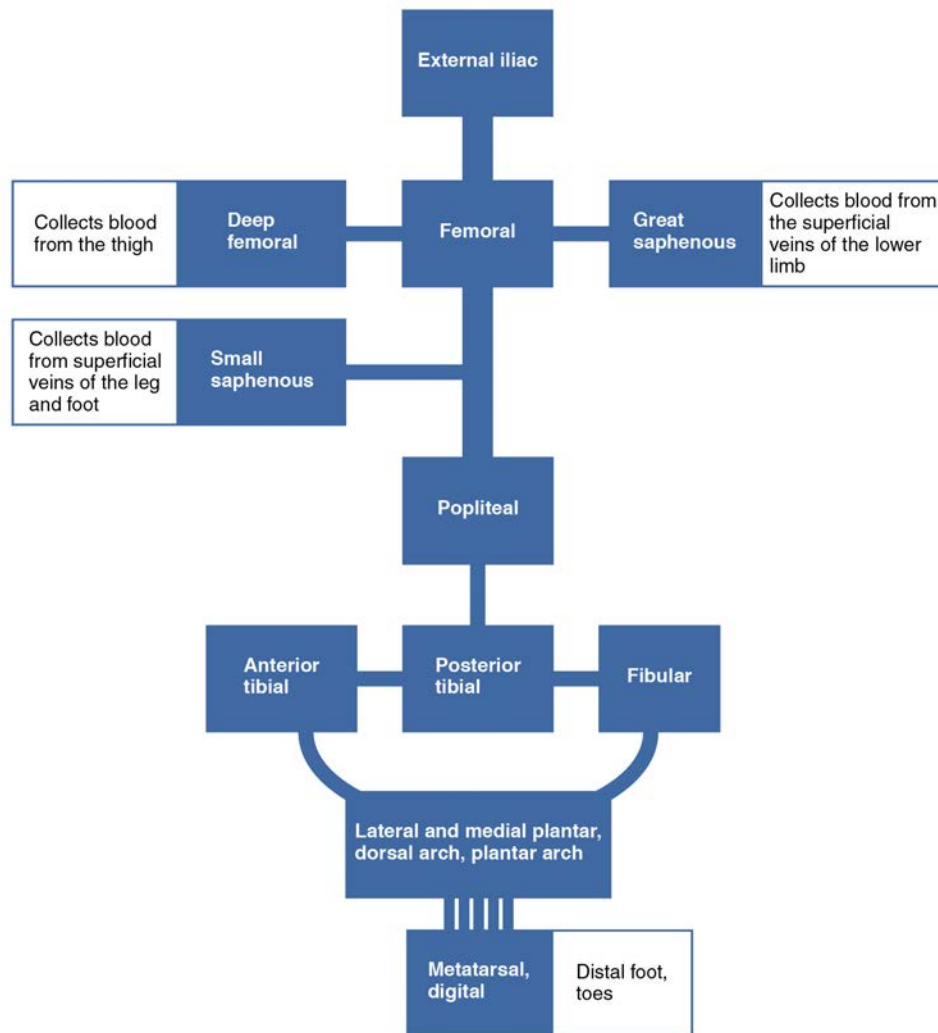 External iliac
Collects blood
from the thigh
Deep
femoral
Femoral
Great
saphenous
Collects blood from
the superficial
veins of the lower
limb
Collects blood
from superficial
veins of the leg
and foot
Small
saphenous
Popliteal
Anterior
tibial
Posterior
tibial
Fibular
Lateral and medial plantar,
dorsal arch, plantar arch
Metatarsal,
digital
Distal foot,
toes